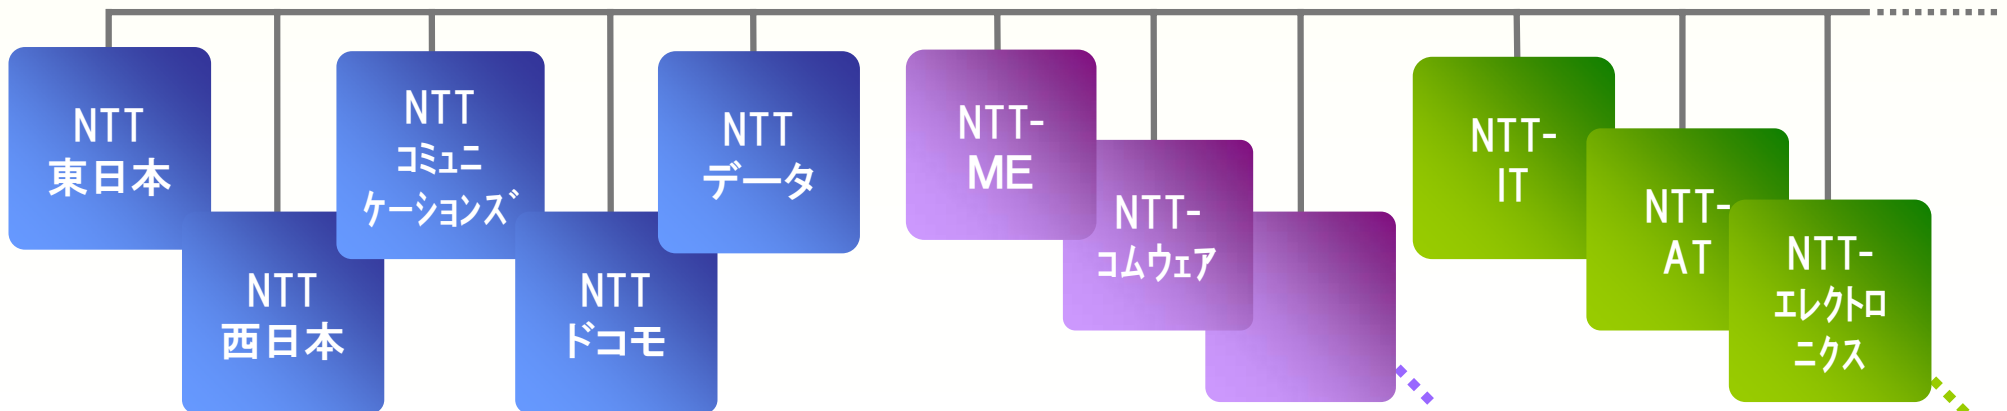 NTT
東日本
NTT
西日本
NTT
コミュニ
ケーションズ
NTT
ドコモ
NTT
データ
NTT-
ME
NTT-
コムウェア
NTT-
IT
NTT-
AT
NTT-
エレクトロ
ニクス